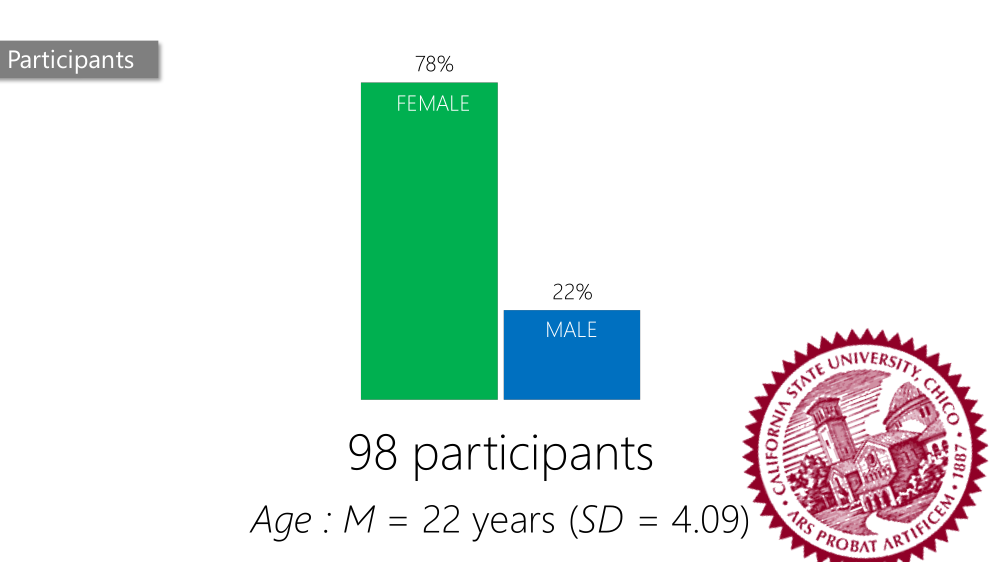 Participants
78%
FEMALE
22%
MALE
98 participants
Age : M = 22 years (SD = 4.09)
CALIFORNIA STATE UNIVERSITY, CHICO • 1887 •
ARS PROBAT ARTIFICEM